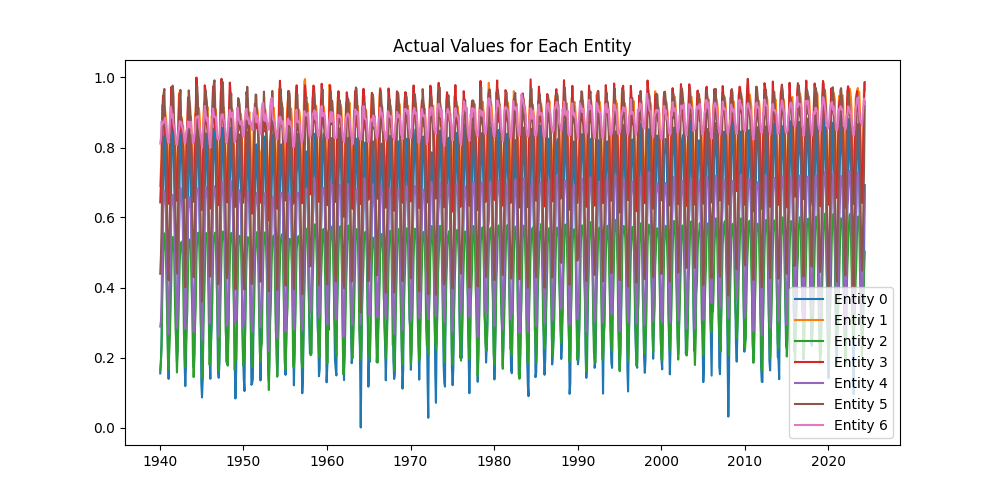 Actual Values for Each Entity
1.0
0.8
0.6
0.4
0.2
0.0
1940 1950 1960 1970 1980 1990 2000 2010 2020
Entity 0
Entity 1
Entity 2
Entity 3
Entity 4
Entity 5
Entity 6